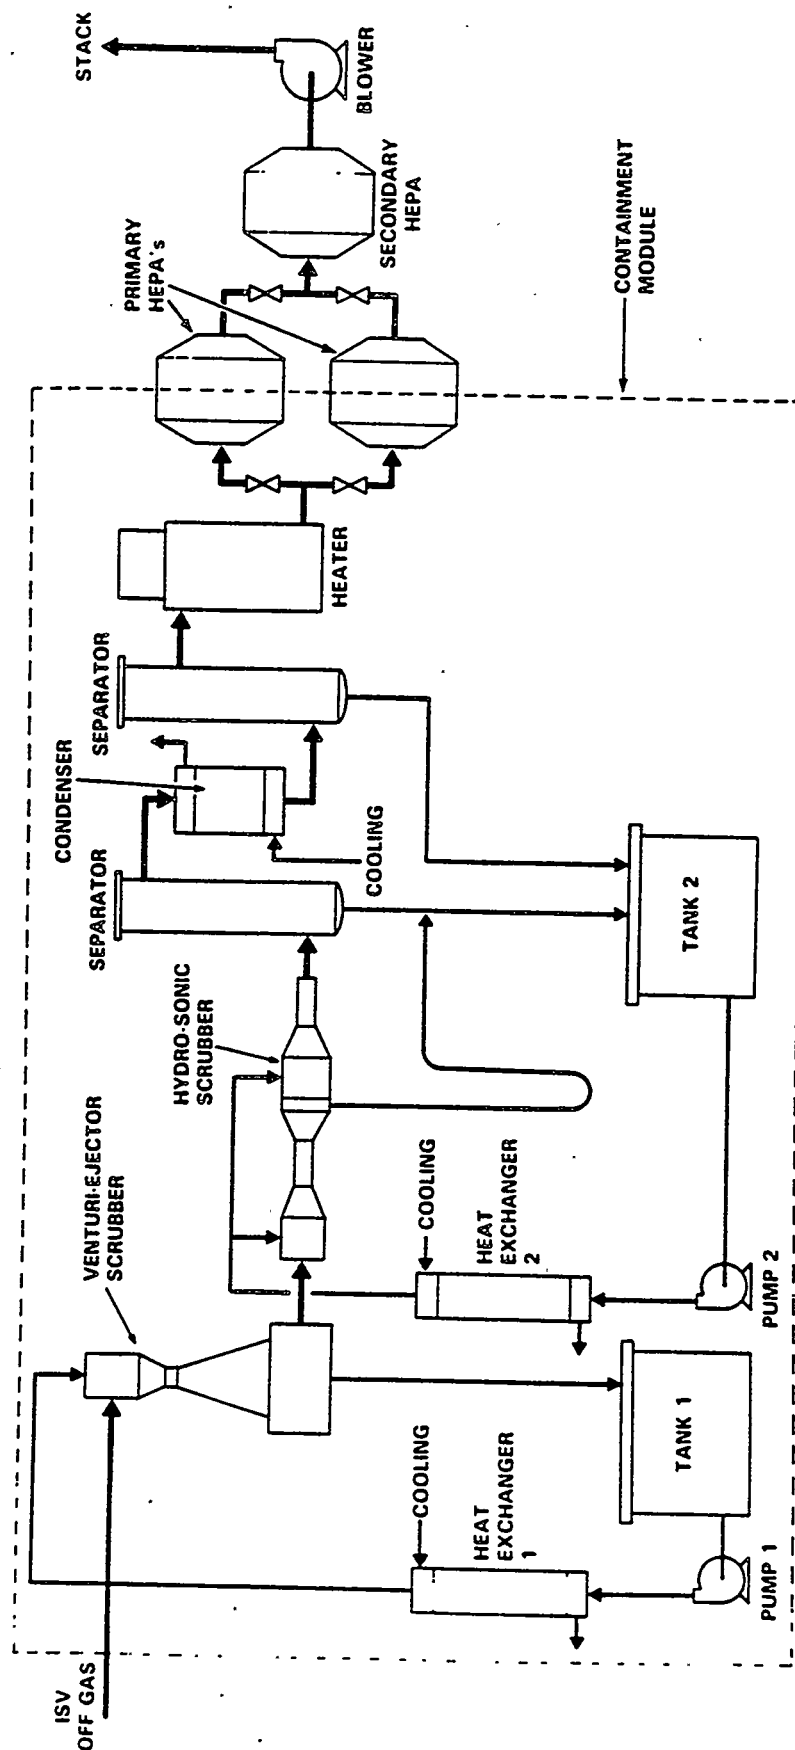 ISV
OFF GAS
VENTURI-EJECTOR
SCRUBBER
HYDRO-SONIC
SCRUBBER
SEPARATOR
CONDENSER
SEPARATOR
HEATER
PRIMARY
HEPA's
SECONDARY
HEPA
BLOWER
STACK
COOLING
HEAT
EXCHANGER
1
COOLING
HEAT
EXCHANGER
2
COOLING
CONTAINMENT
MODULE
PUMP 1
TANK 1
PUMP 2
TANK 2